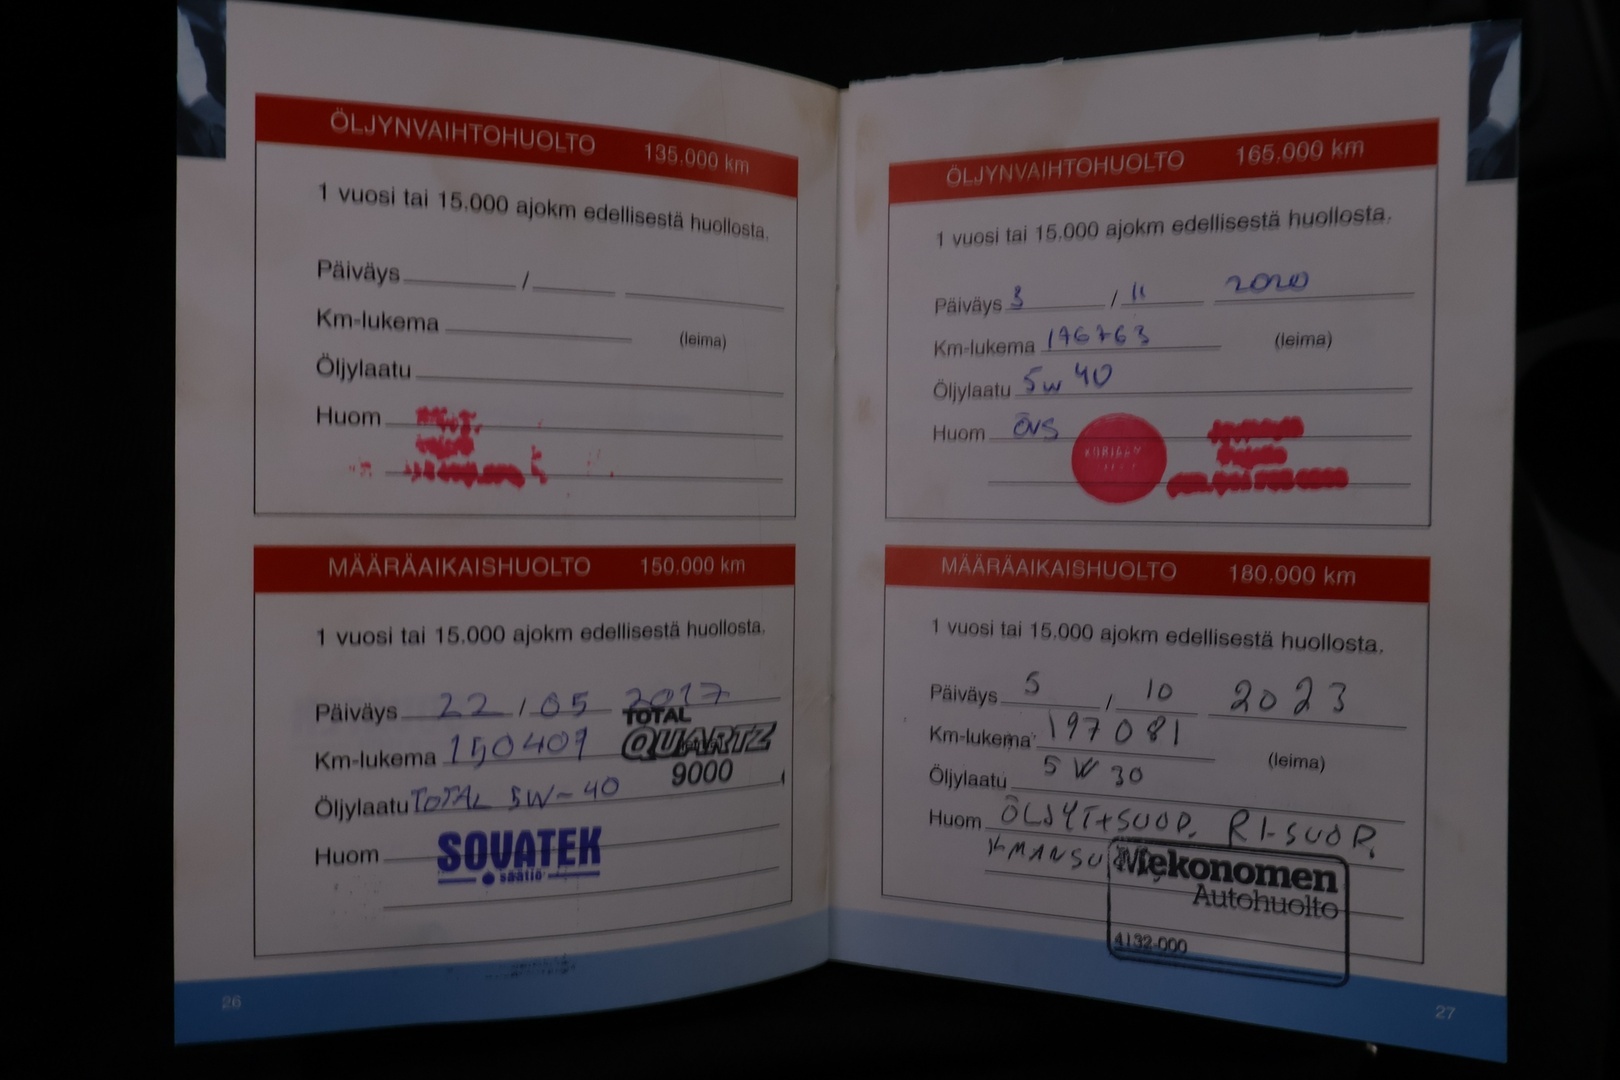 ÖLJYNVAIHTOHUOLTO 135.000 km
1 vuosi tai 15.000 ajokm edellisestä huollosta.
Päiväys / 
Km-lukema (leima)
Öljylaatu
Huom
MÄÄRÄAIKAISHUOLTO 150.000 km
1 vuosi tai 15.000 ajokm edellisestä huollosta.
Päiväys 22 / 05 2017
TOTAL
Km-lukema 150407 QUARTZ
9000
Öljylaatu TOTAL 5W-40
Huom SOVATEK
säätiö
26
ÖLJYNVAIHTOHUOLTO 165.000 km
1 vuosi tai 15.000 ajokm edellisestä huollosta.
Päiväys 3 / 11 2020
Km-lukema 176763 (leima)
Öljylaatu 5w 40
Huom ÖVS
MÄÄRÄAIKAISHUOLTO 180.000 km
1 vuosi tai 15.000 ajokm edellisestä huollosta.
Päiväys 5 / 10 2023
Km-lukema 197081 (leima)
Öljylaatu 5W30
Huom ÖLJYT+SUOD. RI-SUOD.
Mekonomen
Autohuolto
4132-000
27